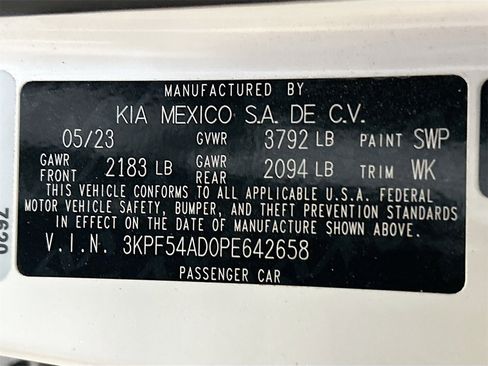 MANUFACTURED BY
KIA MEXICO S.A. DE C.V.
05/23 GVWR 3792 LB PAINT SWP
GAWR FRONT 2183 LB GAWR REAR 2094 LB TRIM WK
THIS VEHICLE CONFORMS TO ALL APPLICABLE U.S.A. FEDERAL
MOTOR VEHICLE SAFETY, BUMPER, AND THEFT PREVENTION STANDARDS
IN EFFECT ON THE DATE OF MANUFACTURE SHOWN ABOVE.
V.I.N. 3KPF54AD0PE642658
PASSENGER CAR
7620